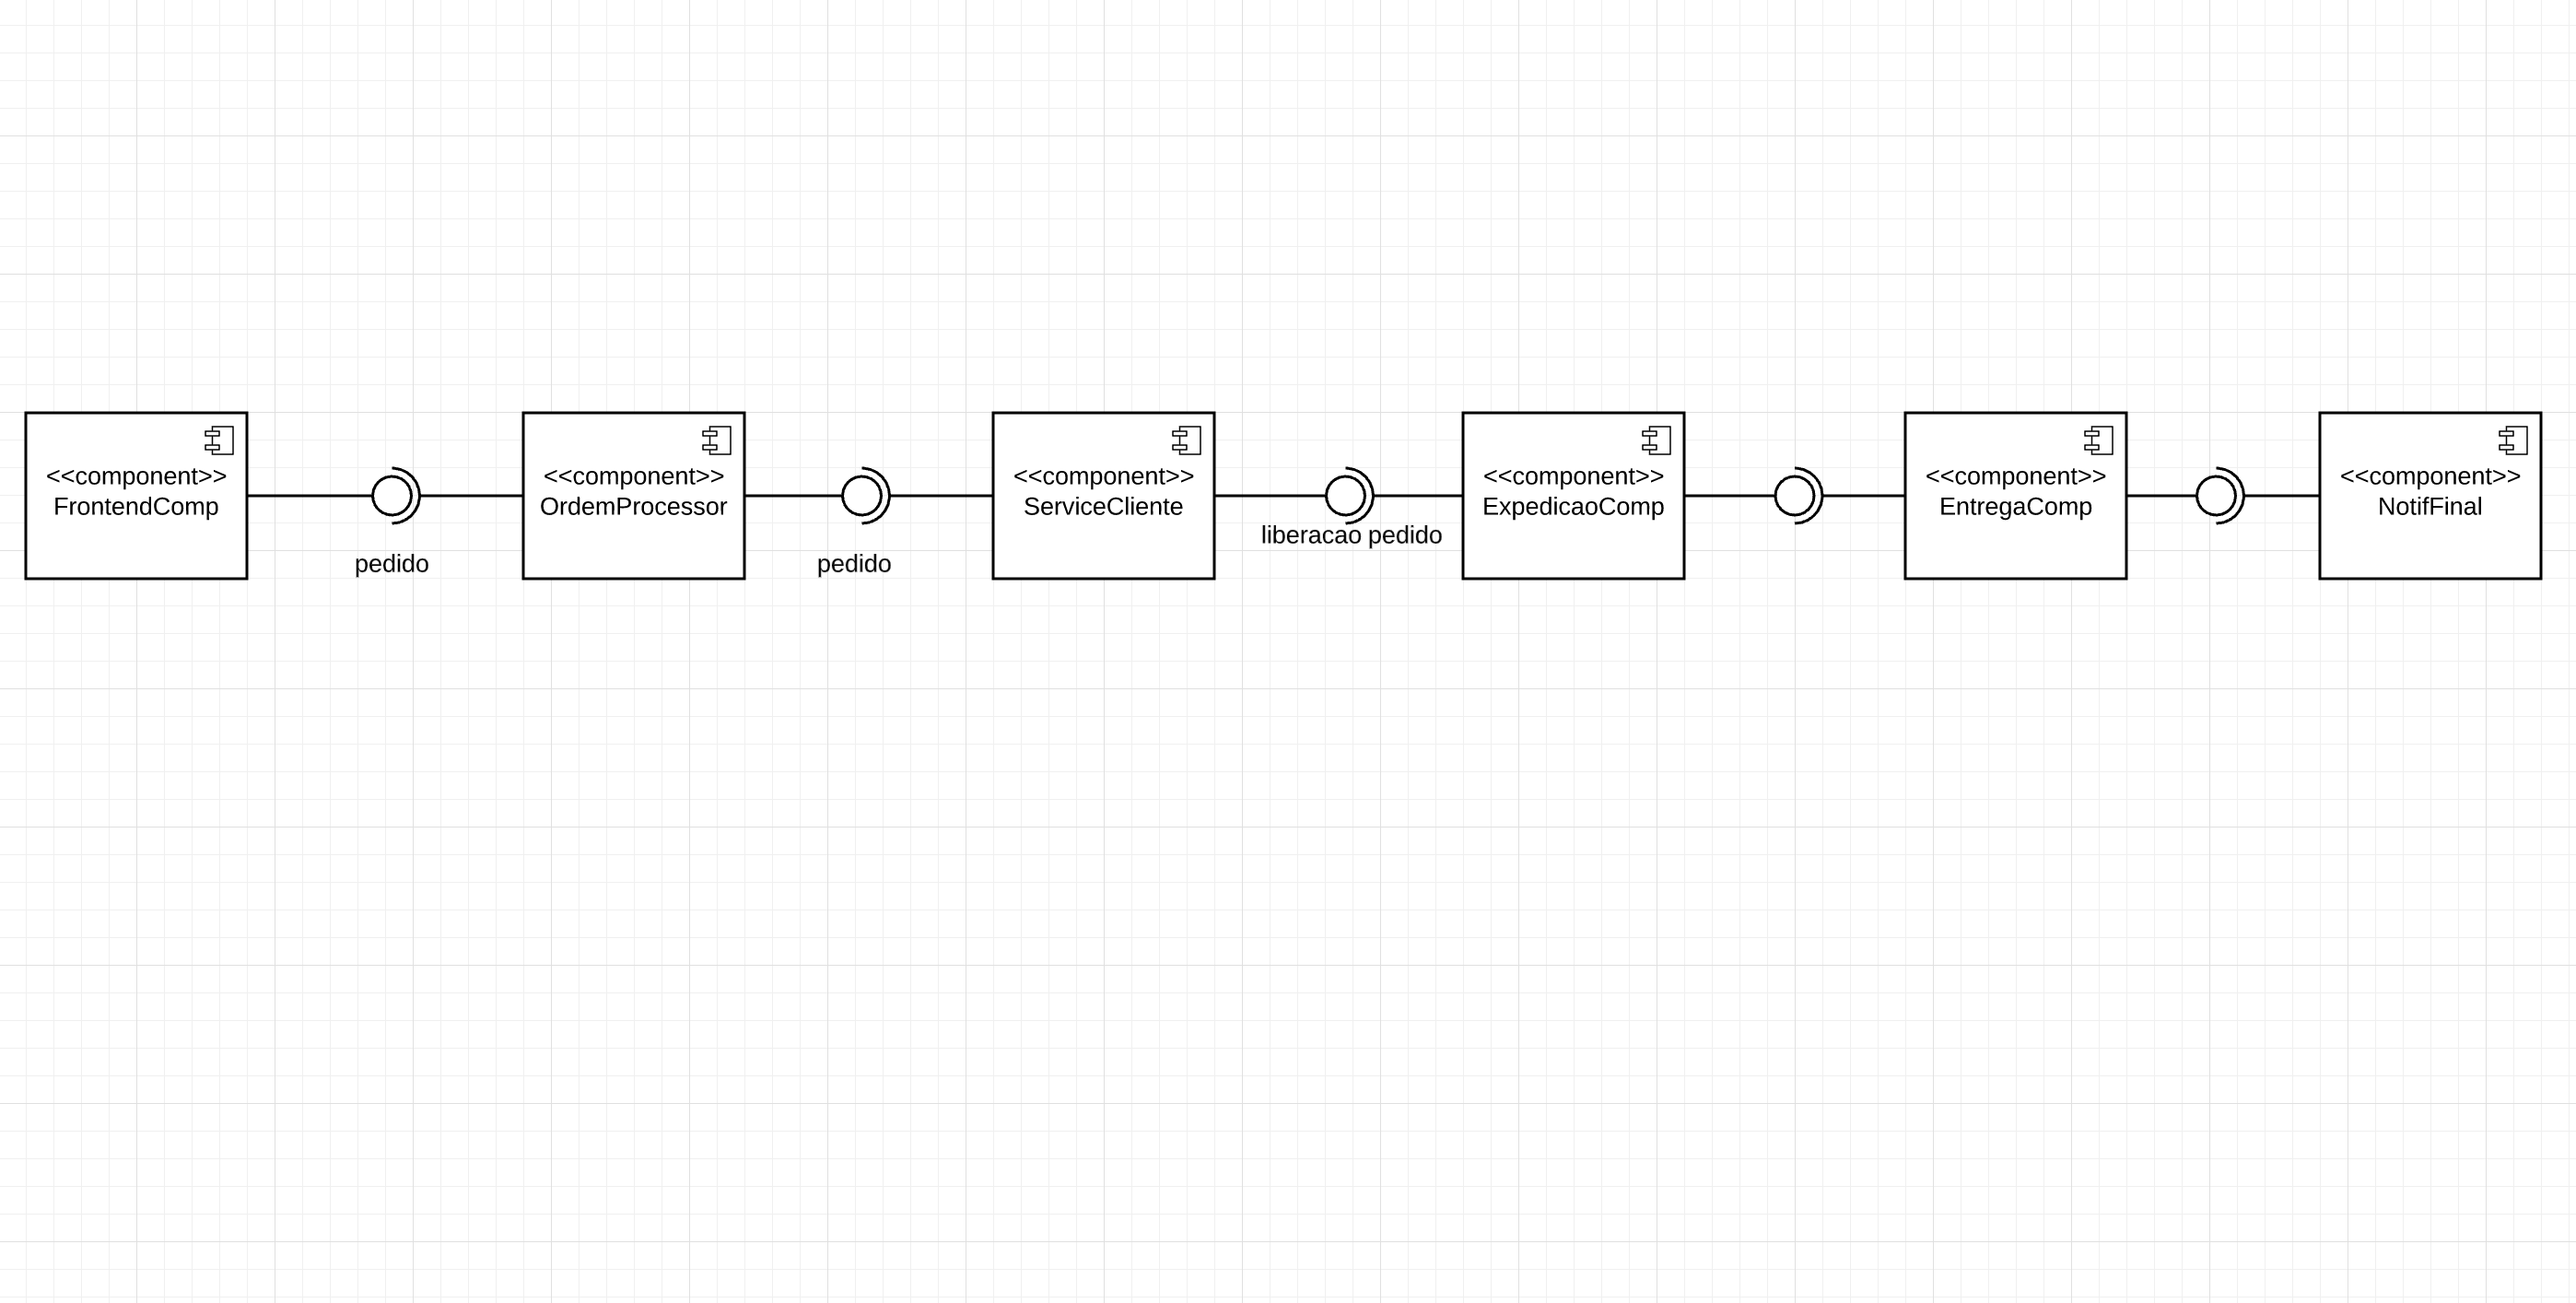 <<component>>
FrontendComp
pedido
<<component>>
OrdemProcessor
pedido
<<component>>
ServiceCliente
liberacao pedido
<<component>>
ExpedicaoComp
<<component>>
EntregaComp
<<component>>
NotifFinal